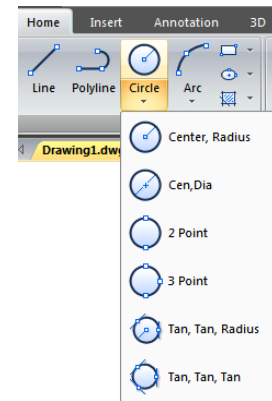 Home Insert Annotation 3D
Line Polyline Circle Arc
Drawing1.dwg
Center, Radius
Cen,Dia
2 Point
3 Point
Tan, Tan, Radius
Tan, Tan, Tan